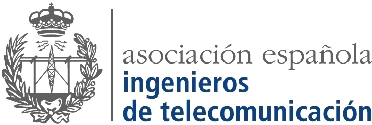 asociación española
ingenieros
de telecomunicación